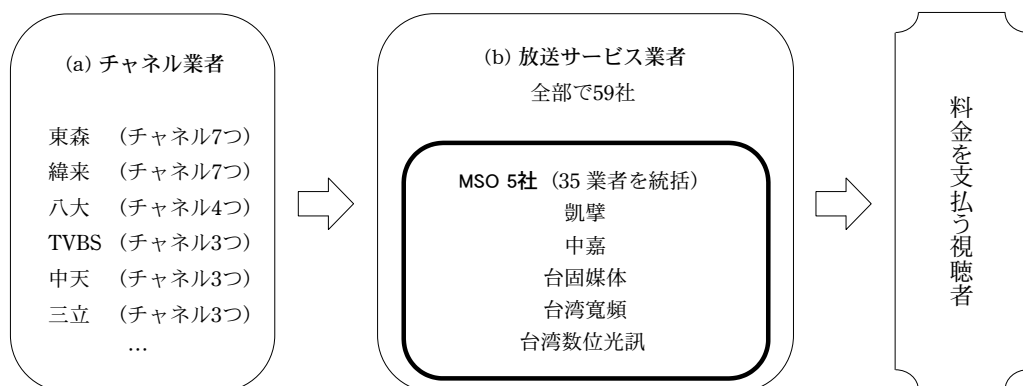 (a) チャネル業者
東森 (チャネル7つ)
緯来 (チャネル7つ)
八大 (チャネル4つ)
TVBS (チャネル3つ)
中天 (チャネル3つ)
三立 (チャネル3つ)
…
(b) 放送サービス業者
全部で59社
MSO 5社 (35 業者を統括)
凱擘
中嘉
台固媒体
台湾寛頻
台湾数位光訊
料金を支払う視聴者